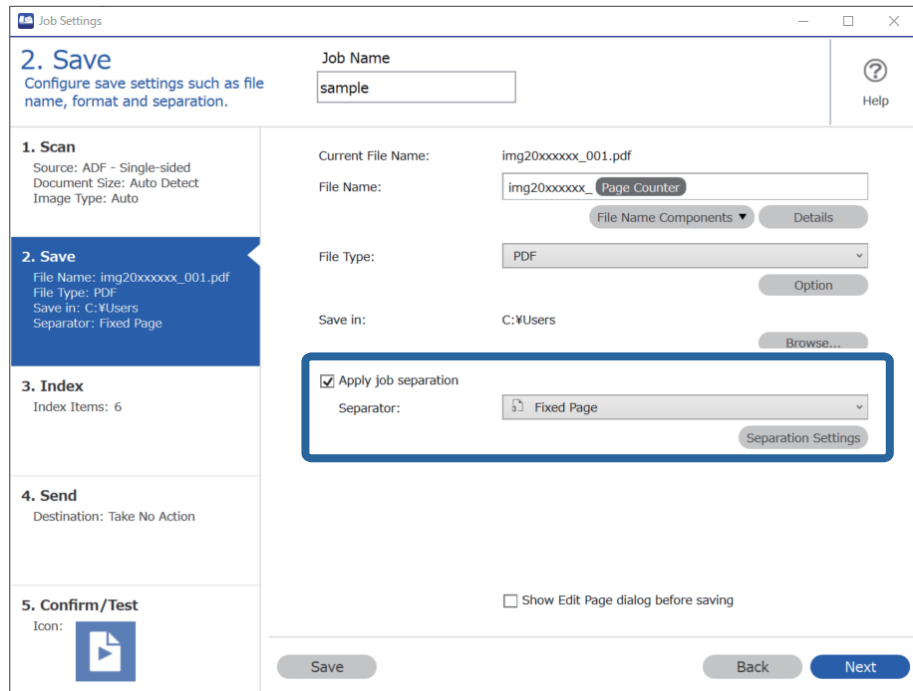 Job Settings
2. Save
Configure save settings such as file
name, format and separation.
Job Name
sample
Help
1. Scan
Source: ADF - Single-sided
Document Size: Auto Detect
Image Type: Auto
2. Save
File Name: img20xxxxxx_001.pdf
File Type: PDF
Save in: C:¥Users
Separator: Fixed Page
3. Index
Index Items: 6
4. Send
Destination: Take No Action
5. Confirm/Test
Icon:
Current File Name: img20xxxxxx_001.pdf
File Name: img20xxxxxx_ Page Counter
File Name Components Details
File Type: PDF
Option
Save in: C:¥Users
Browse...
Apply job separation
Separator: 3 Fixed Page
Separation Settings
Show Edit Page dialog before saving
Save Back Next